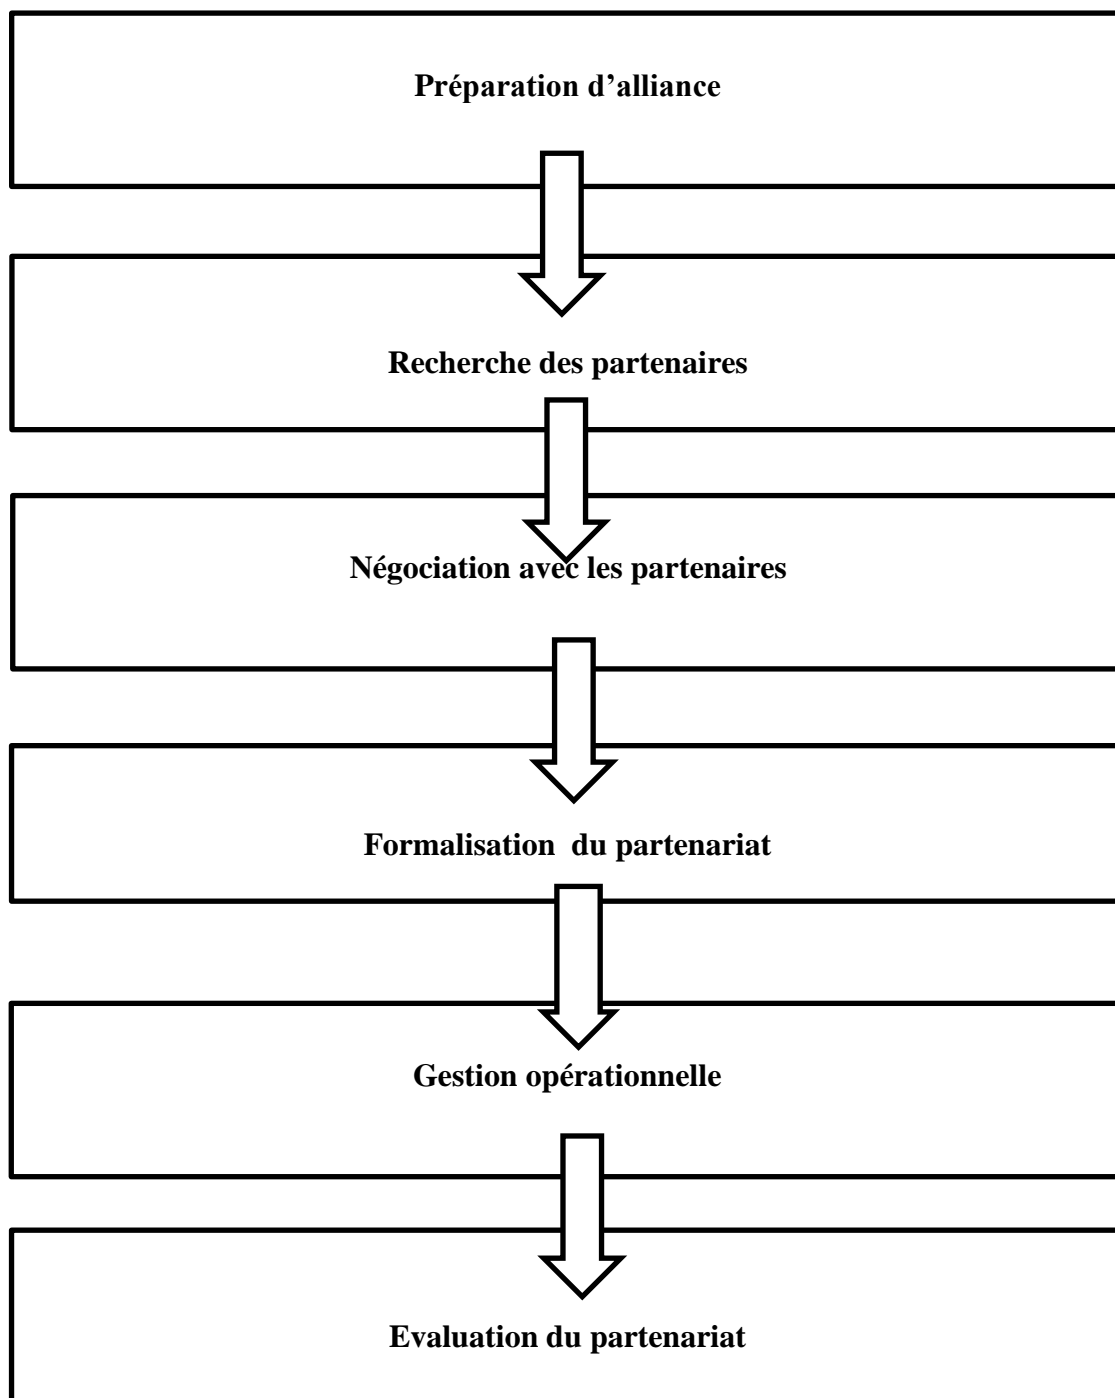 Préparation d’alliance
Recherche des partenaires
Négociation avec les partenaires
Formalisation  du partenariat
Gestion opérationnelle
Evaluation du partenariat